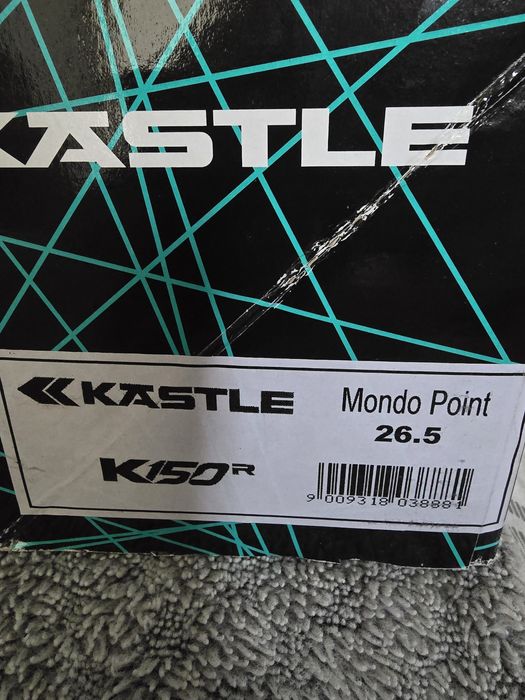 KASTLE
KASTLE
Mondo Point
26.5
K150R
9 009318 038881